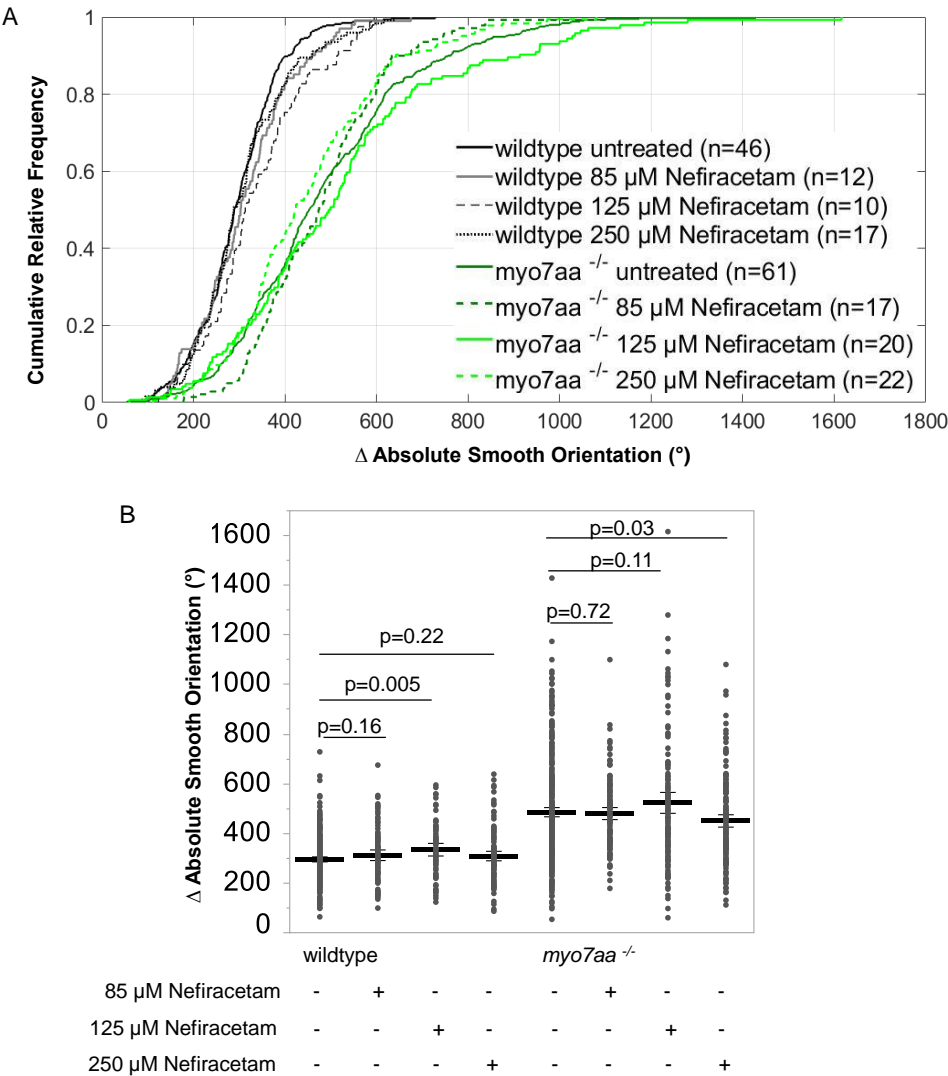 A
Cumulative Relative Frequency
1
0.8
0.6
0.4
0.2
0
wildtype untreated (n=46)
wildtype 85 µM Nefiracetam (n=12)
wildtype 125 µM Nefiracetam (n=10)
wildtype 250 µM Nefiracetam (n=17)
myo7aa -/- untreated (n=61)
myo7aa -/- 85 µM Nefiracetam (n=17)
myo7aa -/- 125 µM Nefiracetam (n=20)
myo7aa -/- 250 µM Nefiracetam (n=22)
0 200 400 600 800 1000 1200 1400 1600 1800
Δ Absolute Smooth Orientation (°)
B
Δ Absolute Smooth Orientation (°)
1600
1400
1200
1000
800
600
400
200
0
p=0.03
p=0.11
p=0.72
p=0.22
p=0.005
p=0.16
wildtype myo7aa -/-
85 µM Nefiracetam - + - - - + - -
125 µM Nefiracetam - - + - - - + -
250 µM Nefiracetam - - - + - - - +